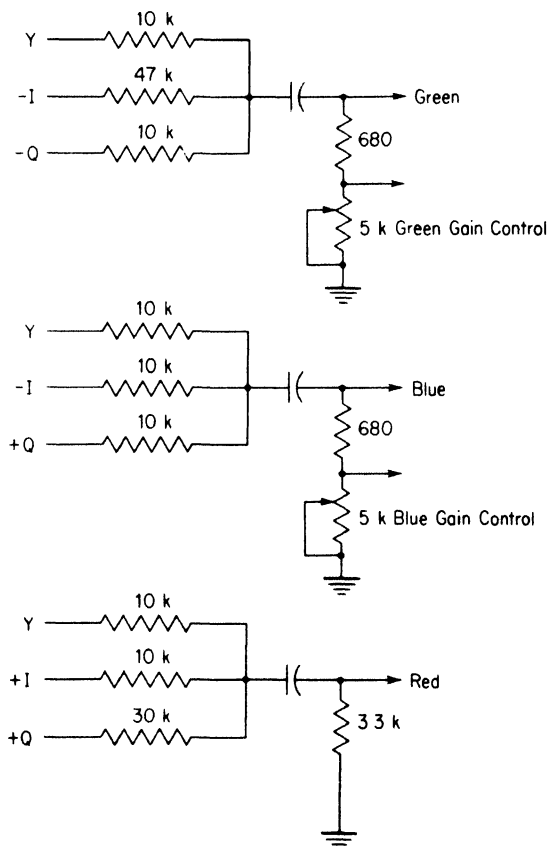 10 k
Y
47 k
-I
Green
10 k
-Q
680
5 k Green Gain Control
10 k
Y
10 k
-I
Blue
10 k
+Q
680
5 k Blue Gain Control
10 k
Y
10 k
+I
Red
30 k
+Q
3 3 k